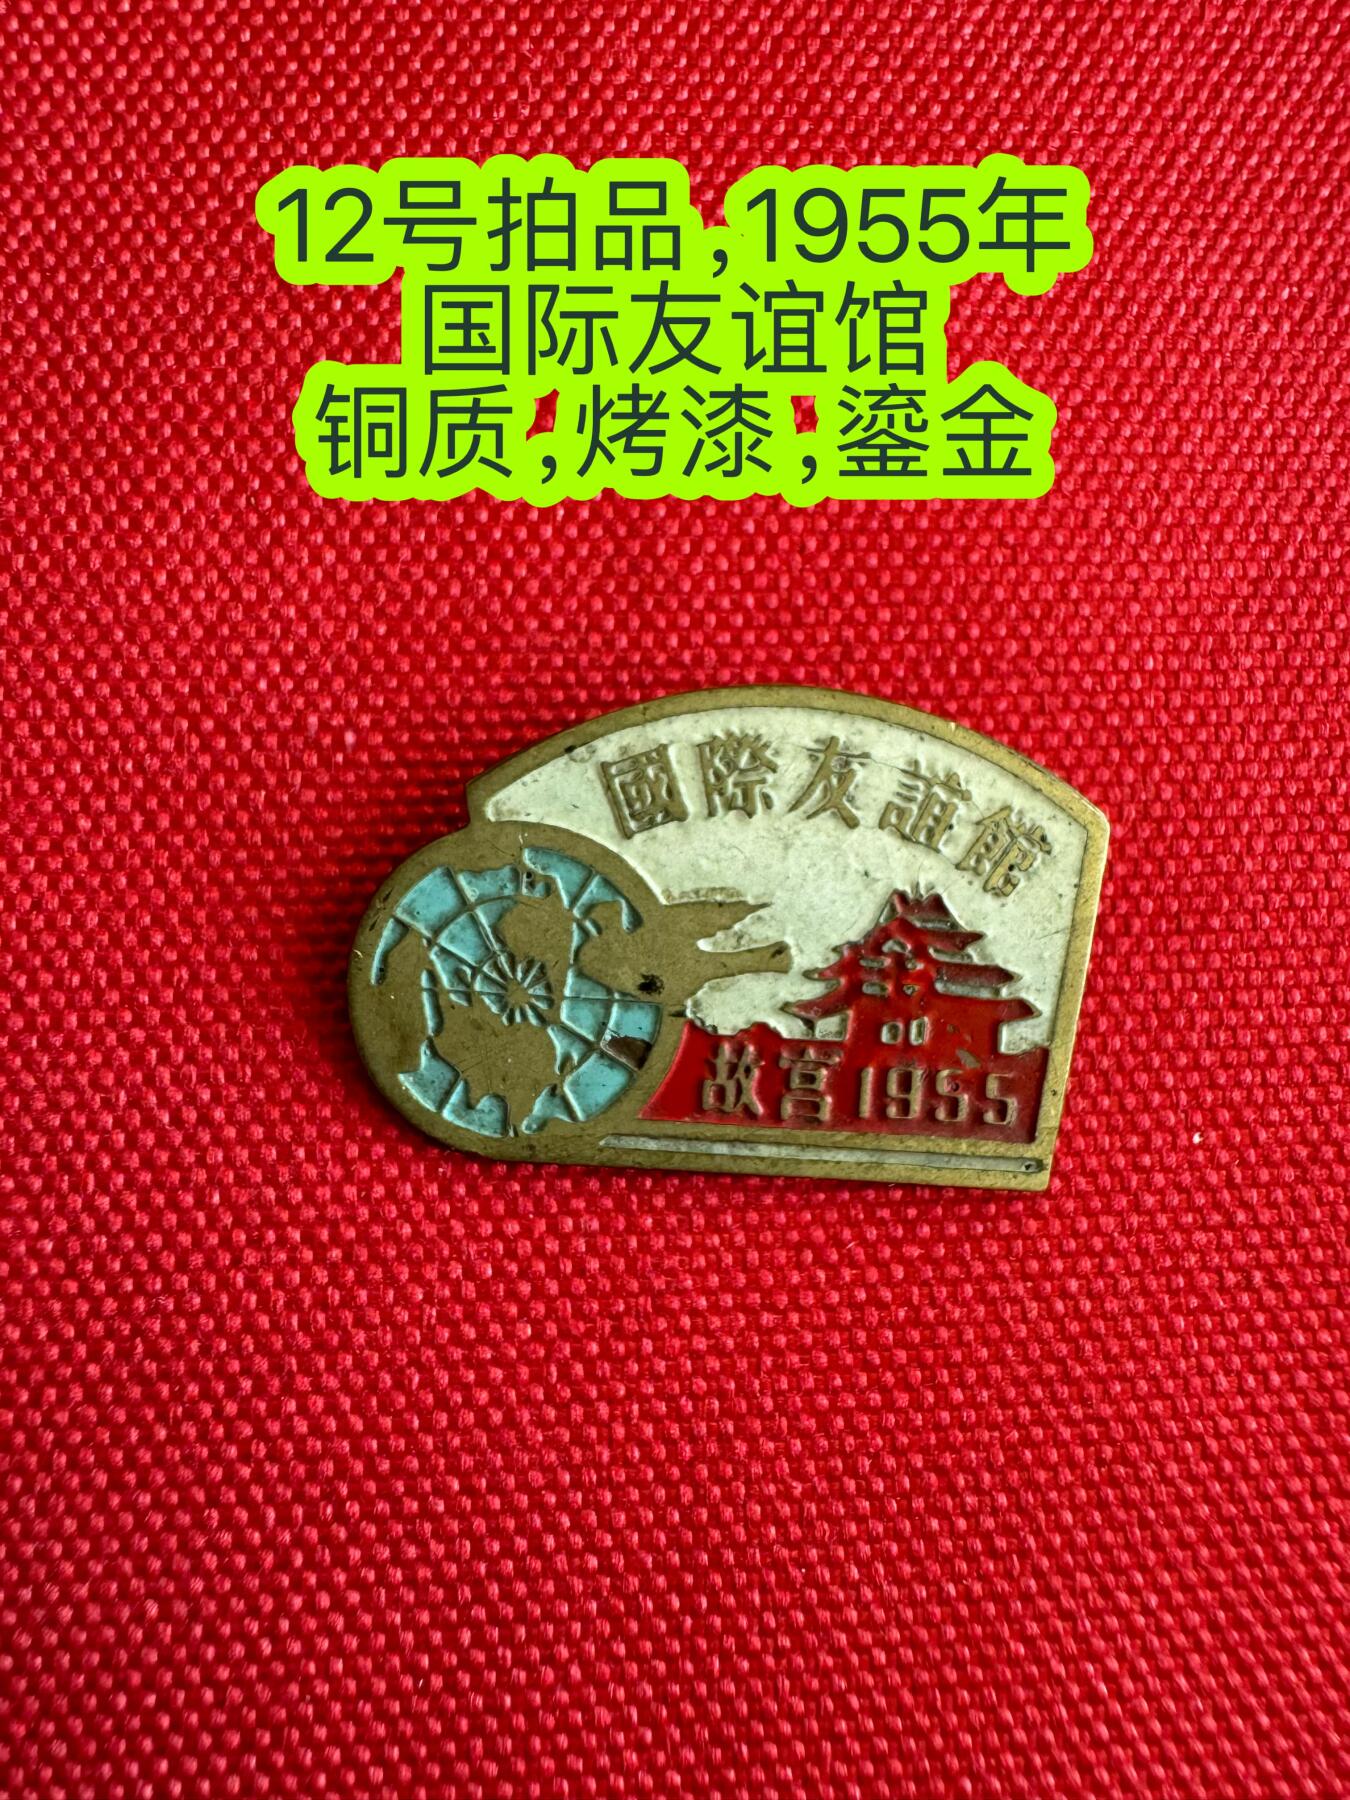 12号拍品,1955年
国际友谊馆
铜质,烤漆,鎏金
國際友誼館
故宮1955